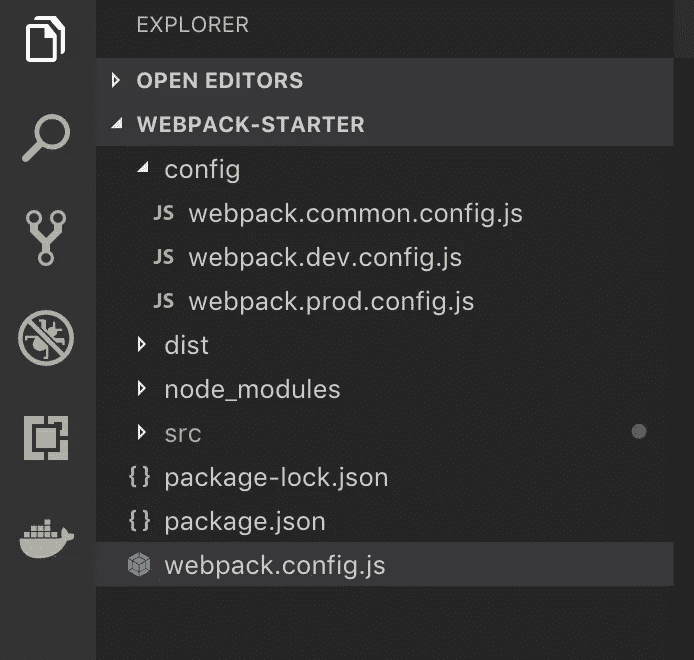 EXPLORER
OPEN EDITORS
WEBPACK-STARTER
config
JS webpack.common.config.js
JS webpack.dev.config.js
JS webpack.prod.config.js
dist
node_modules
src
{} package-lock.json
{} package.json
webpack.config.js